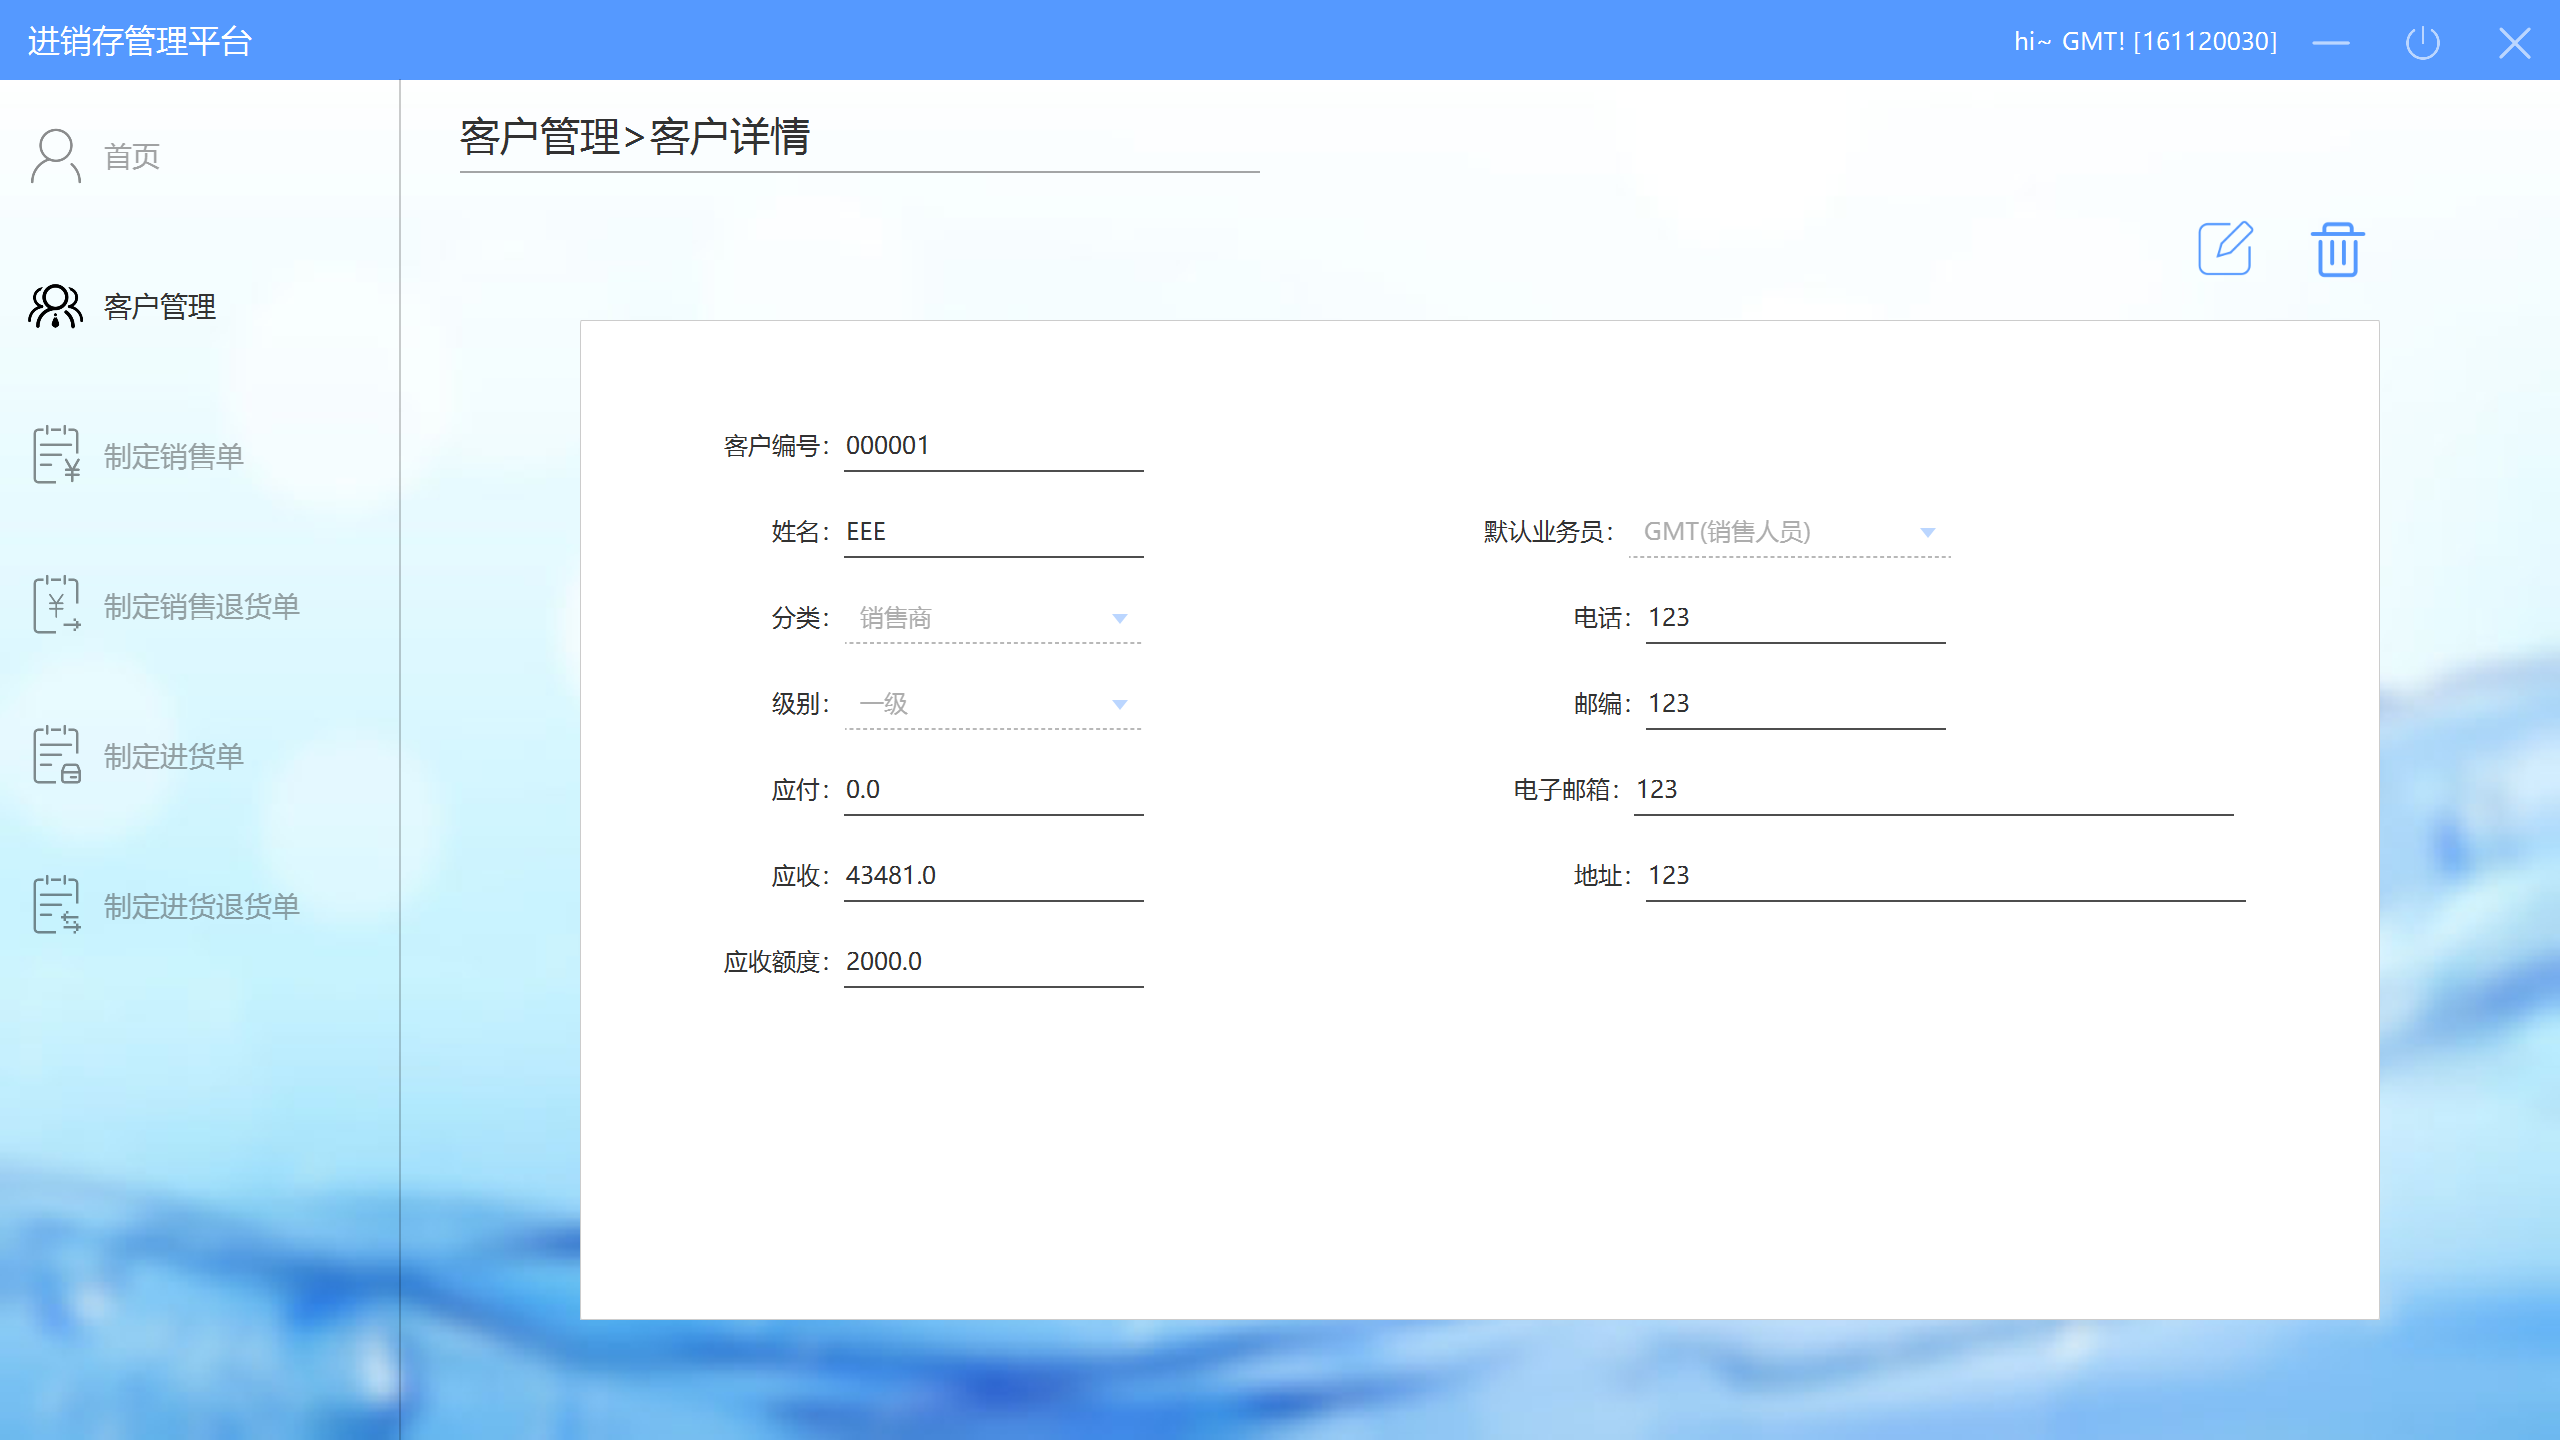 进销存管理平台
hi~ GMT! [161120030]
首页
客户管理
制定销售单
制定销售退货单
制定进货单
制定进货退货单
客户管理>客户详情
客户编号：000001
姓名：EEE
默认业务员：GMT(销售人员)
分类：销售商
电话：123
级别：一级
邮编：123
应付：0.0
电子邮箱：123
应收：43481.0
地址：123
应收额度：2000.0